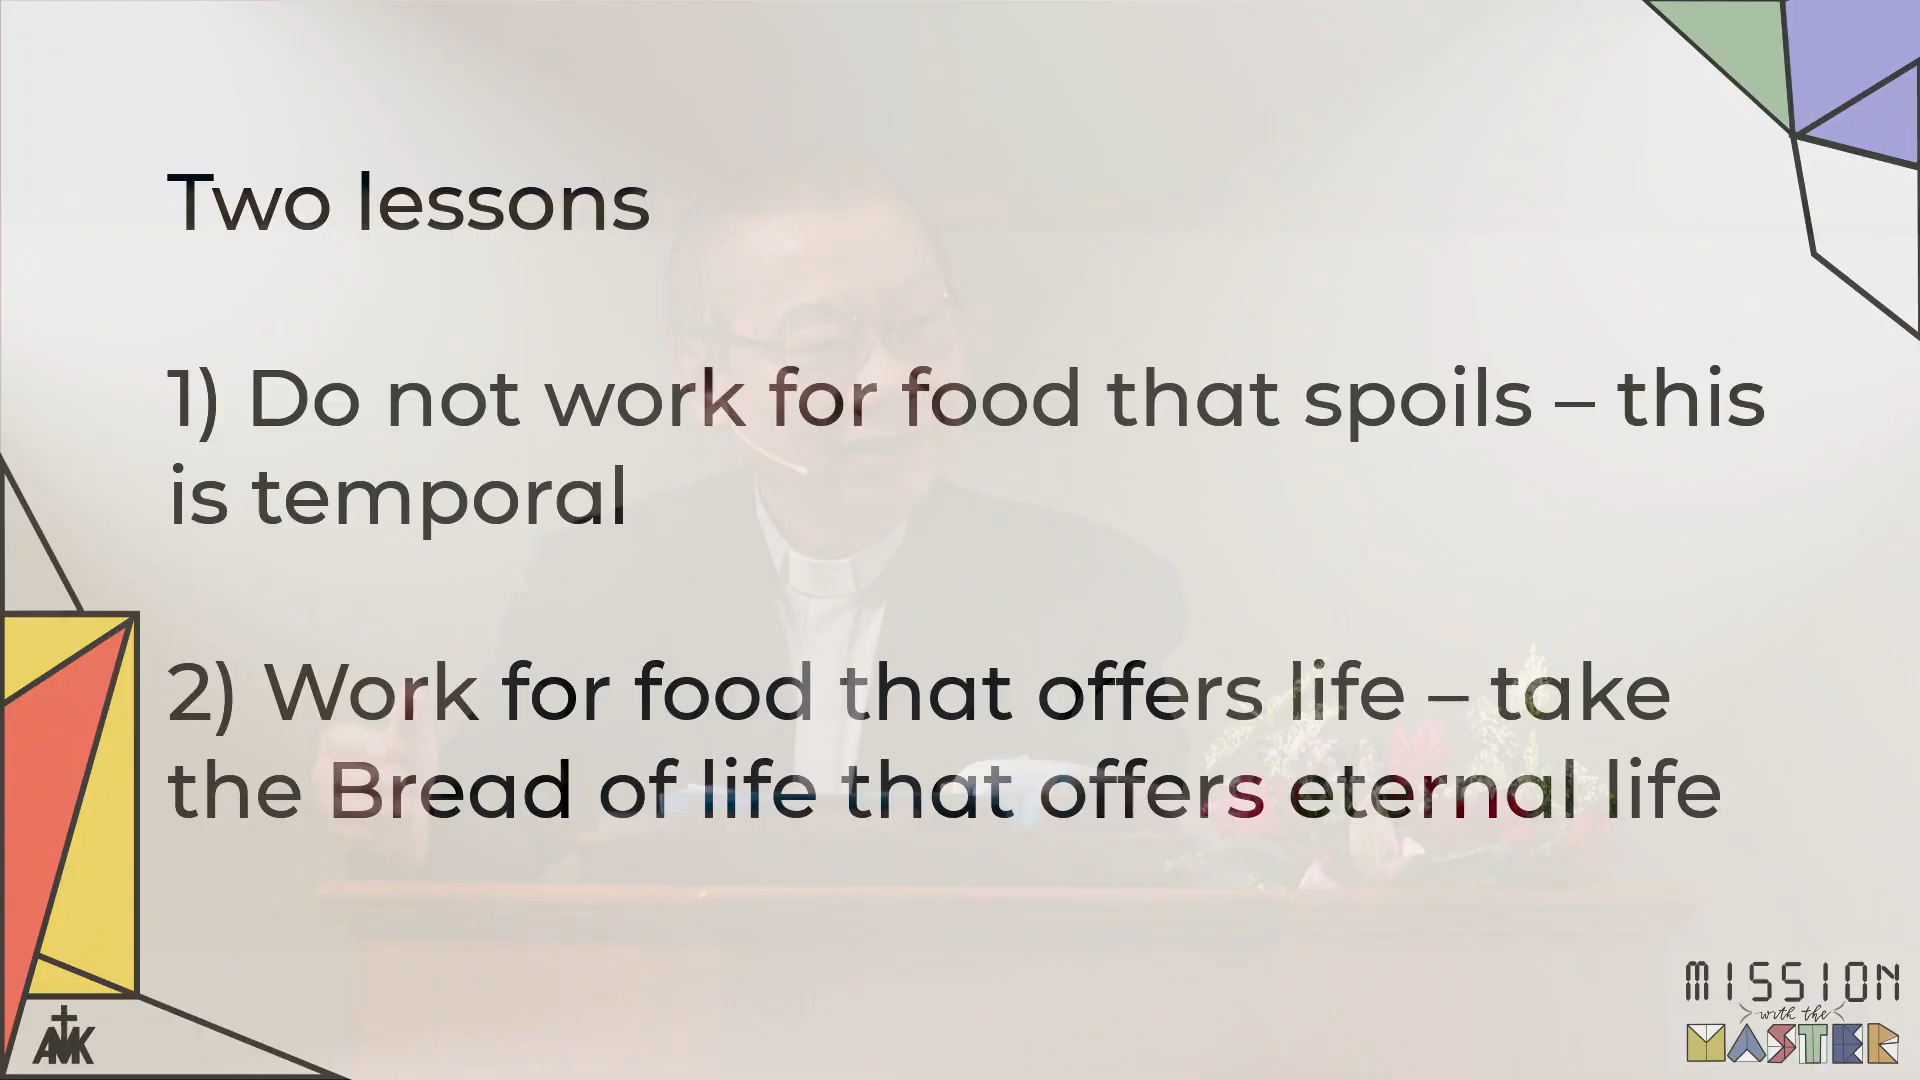 Two lessons
1) Do not work for food that spoils – this
is temporal
2) Work for food that offers life – take
the Bread of life that offers eternal life
MISSION
with the
MASTER
AMK